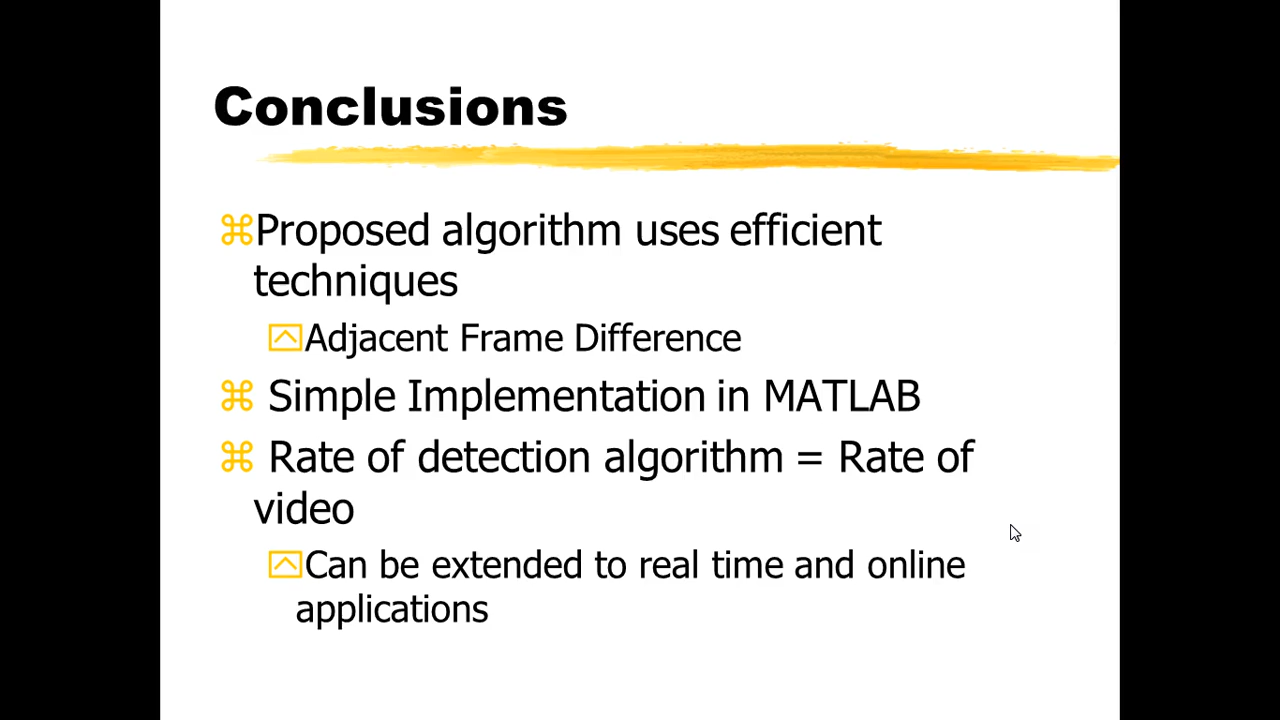 Conclusions
⌘Proposed algorithm uses efficient
techniques
Adjacent Frame Difference
⌘ Simple Implementation in MATLAB
⌘ Rate of detection algorithm = Rate of
video
Can be extended to real time and online
applications